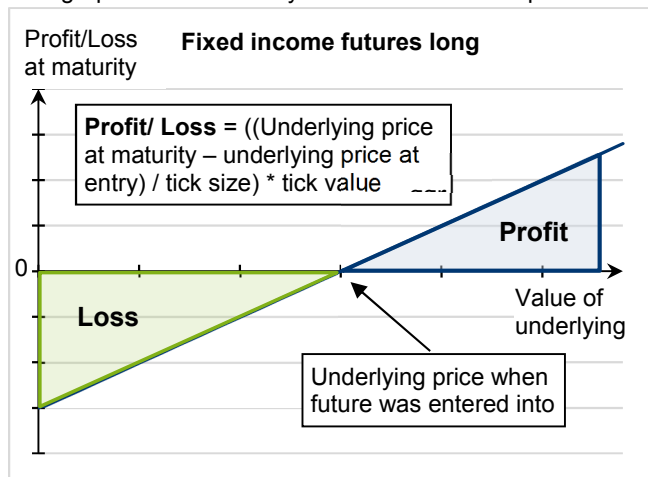 Profit/Loss
at maturity
Fixed income futures long
Profit/ Loss = ((Underlying price
at maturity – underlying price at
entry) / tick size) * tick value
Profit
0
Loss
Value of
underlying
Underlying price when
future was entered into